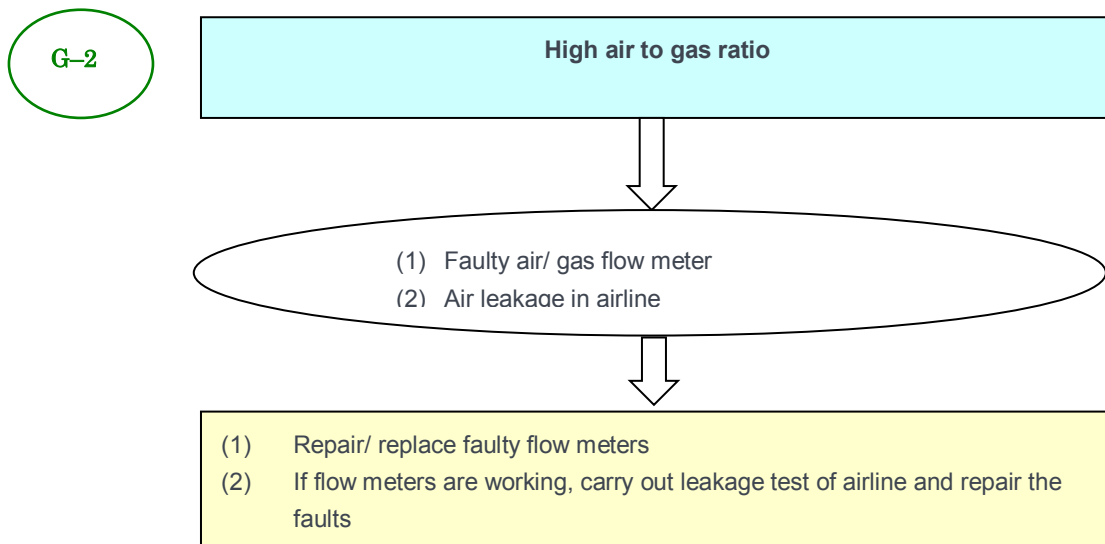 G–2
High air to gas ratio
(1) Faulty air/ gas flow meter
(2) Air leakage in airline
(1) Repair/ replace faulty flow meters
(2) If flow meters are working, carry out leakage test of airline and repair the
faults